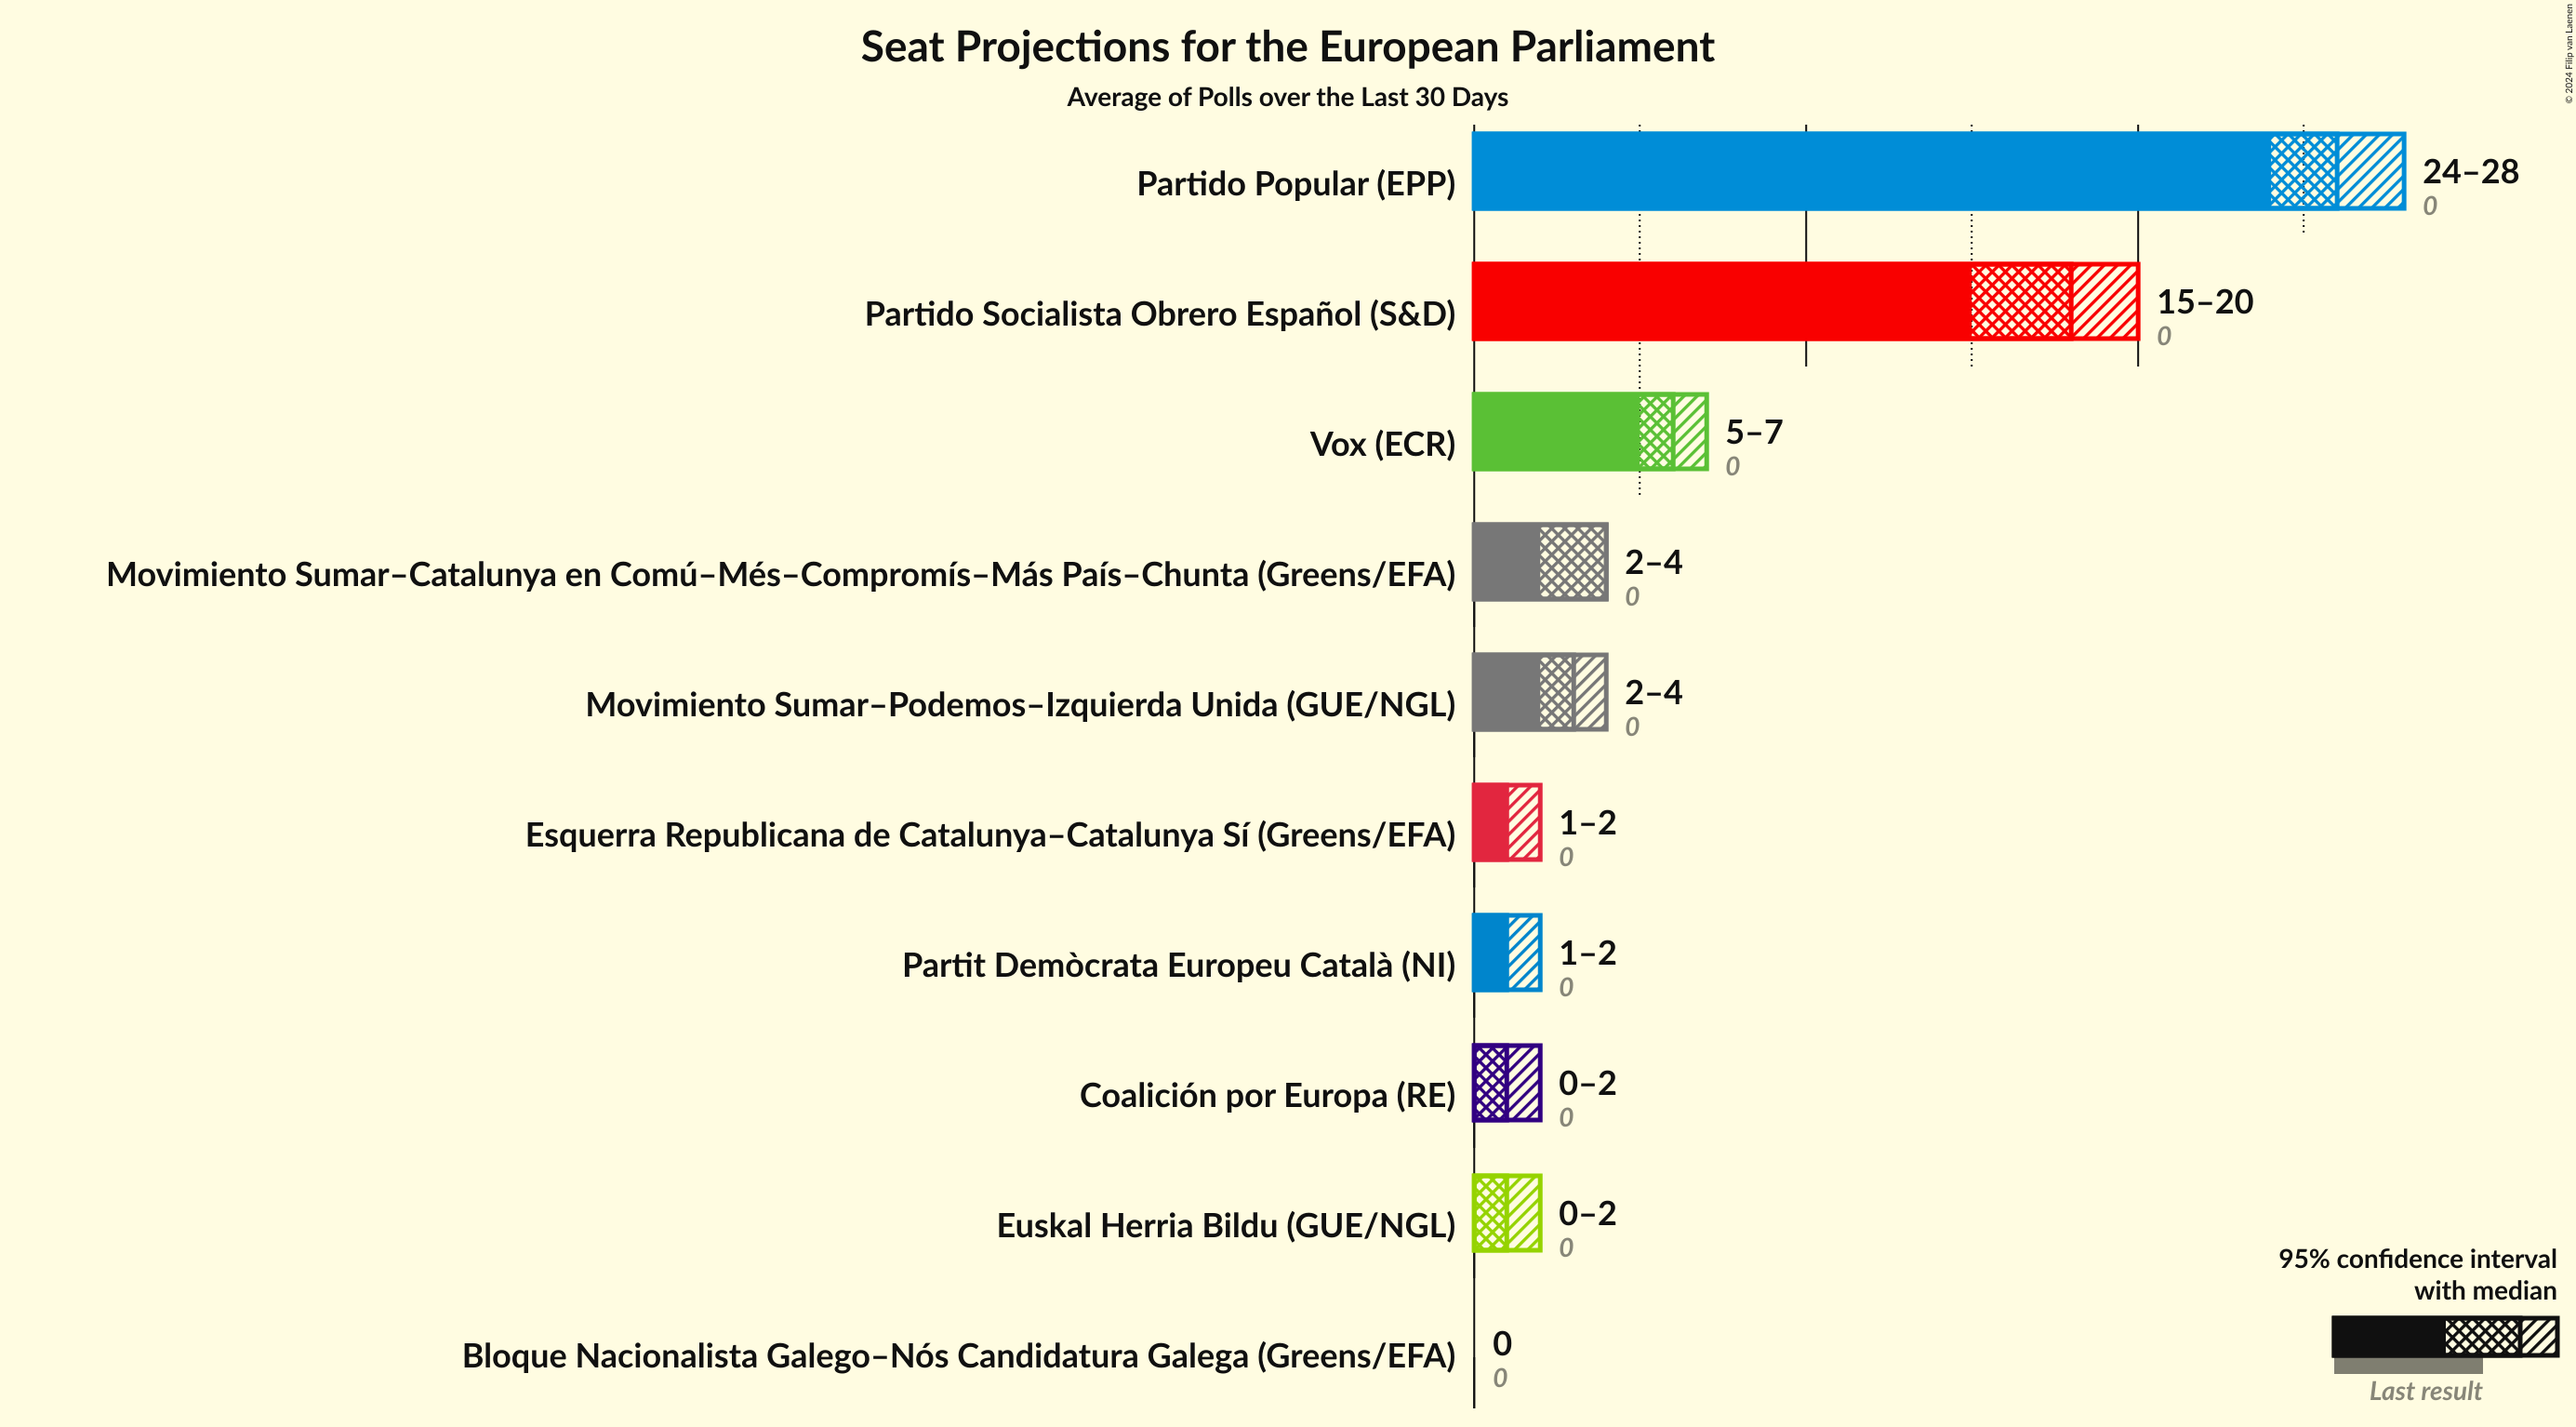 Seat Projections for the European Parliament
Average of Polls over the Last 30 Days
© 2024 Filip van Laenen
Partido Popular (EPP)
24–28
0
Partido Socialista Obrero Español (S&D)
15–20
0
Vox (ECR)
5–7
0
Movimiento Sumar–Catalunya en Comú–Més–Compromís–Más País–Chunta (Greens/EFA)
2–4
0
Movimiento Sumar–Podemos–Izquierda Unida (GUE/NGL)
2–4
0
Esquerra Republicana de Catalunya–Catalunya Sí (Greens/EFA)
1–2
0
Partit Demòcrata Europeu Català (NI)
1–2
0
Coalición por Europa (RE)
0–2
0
Euskal Herria Bildu (GUE/NGL)
0–2
0
Bloque Nacionalista Galego–Nós Candidatura Galega (Greens/EFA)
0
0
95% confidence interval
with median
Last result